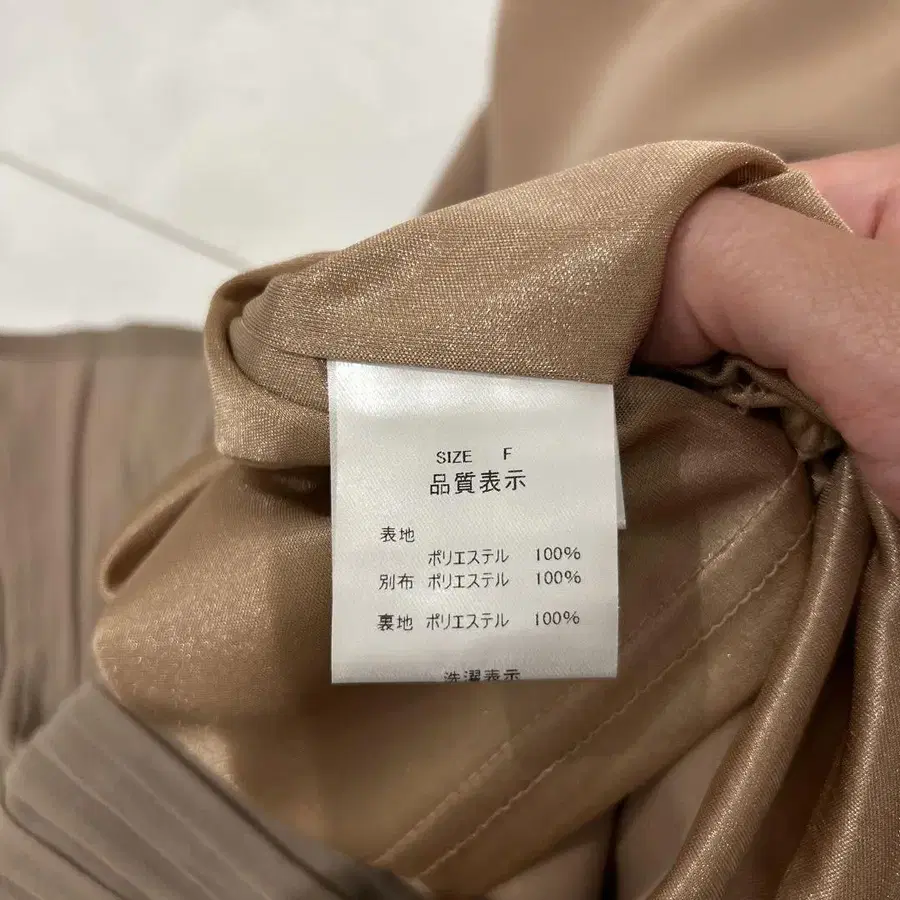 SIZE F
品質表示
表地
ポリエステル 100%
別布 ポリエステル 100%
裏地 ポリエステル 100%
洗濯表示